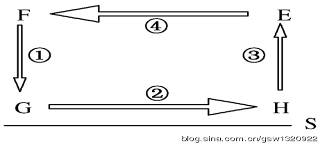 F ④ E
① ③
G ② H
S
blog.sina.com.cn/gsw1320922